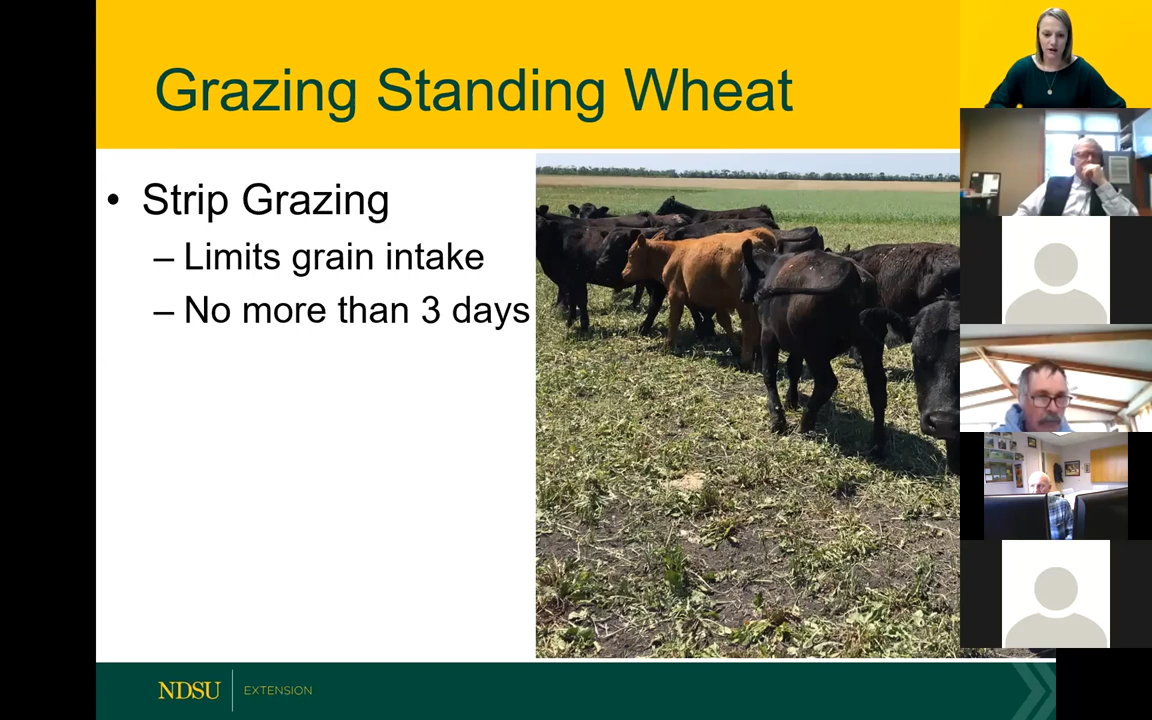 Grazing Standing Wheat
• Strip Grazing
– Limits grain intake
– No more than 3 days
NDSU EXTENSION